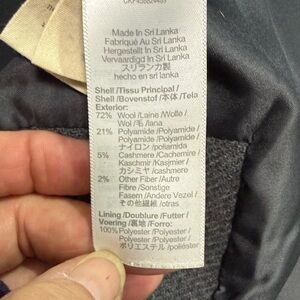 Made In Sri Lanka
Fabriqué Au Sri Lanka
Hergestellt In Sri Lanka
Vervaardigd In Sri Lanka
スリランカ製
hecho en sri lanka
Shell /Tissu Principal /
Shell /Bovenstof /本体 /Tela
Exterior:
72% Wool /Laine /Wolle /
Wol /毛 /lana
21% Polyamide /Polyamide /
Polyamid /Polyamide /
ナイロン /poliamida
5% Cashmere /Cachemire /
Kaschmir /Kasjmier /
カシミヤ /cashmere
2% Other Fiber /Autre
Fibre /Sonstige
Fasern /Andere Vezel /
その他繊維 /otras
Lining /Doublure /Futter /
Voering /裏地 /Forro:
100% Polyester /Polyester /
Polyester /Polyester /
ポリエステル /poliéster